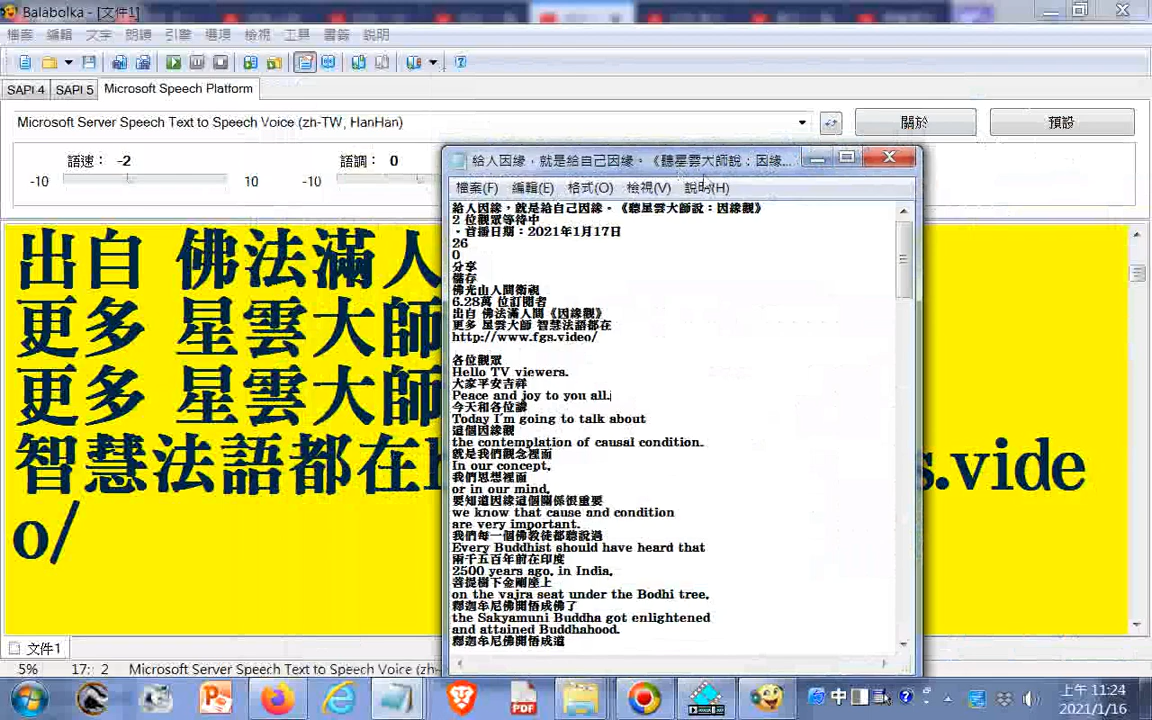 Balabolka - [文件1]
檔案 編輯 文字 朗讀 引擎 選項 檢視 工具 書籤 說明
SAPI 4 SAPI 5 Microsoft Speech Platform
Microsoft Server Speech Text to Speech Voice (zh-TW, HanHan)
關於 預設
語速： -2 語調： 0
-10 10 -10
出自 佛法滿人
更多 星雲大師
更多 星雲大師
智慧法語都在h s.vide
o/
給人因緣，就是給自己因緣。《聽星雲大師說：因緣...
檔案(F) 編輯(E) 格式(O) 檢視(V) 說明(H)
給人因緣，就是給自己因緣。《聽星雲大師說：因緣觀》
2 位觀眾等待中
•首播日期：2021年1月17日
26
0
分享
儲存
佛光山人間衛視
6.28萬 位訂閱者
出自 佛法滿人間《因緣觀》
更多 星雲大師 智慧法語都在
http://www.fgs.video/
各位觀眾
Hello TV viewers.
大家平安吉祥
Peace and joy to you all.
今天和各位講
Today I'm going to talk about
這個因緣觀
the contemplation of causal condition.
就是我們觀念裡面
In our concept,
我們思想裡面
or in our mind,
要知道因緣這個關係很重要
we know that cause and condition
are very important.
我們每一個佛教徒都聽說過
Every Buddhist should have heard that
兩千五百年前在印度
2500 years ago, in India,
菩提樹下金剛座上
on the vajra seat under the Bodhi tree,
釋迦牟尼佛開悟成佛了
the Sakyamuni Buddha got enlightened
and attained Buddhahood.
釋迦牟尼佛開悟成道
文件1
5% 17: 2 Microsoft Server Speech Text to Speech Voice (zh-
中
上午 11:24
2021/1/16